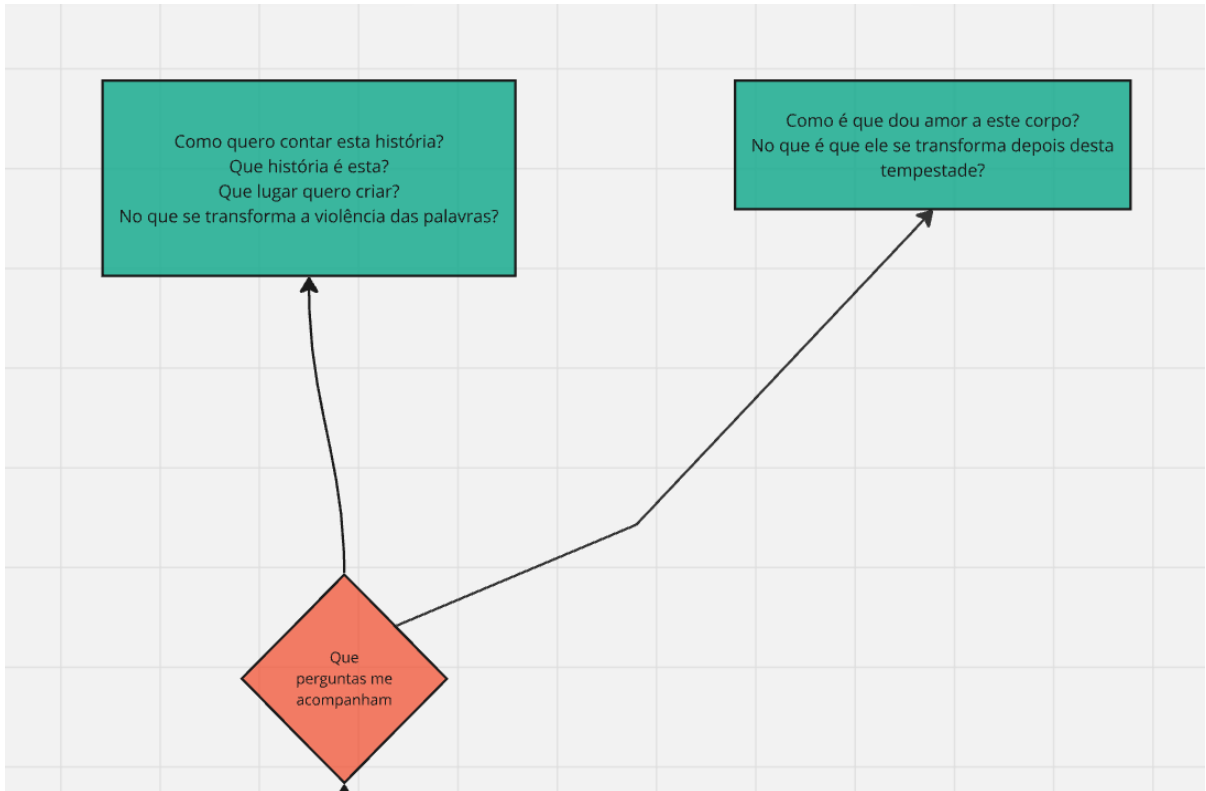 Como quero contar esta história?
Que história é esta?
Que lugar quero criar?
No que se transforma a violência das palavras?
Como é que dou amor a este corpo?
No que é que ele se transforma depois desta
tempestade?
Que
perguntas me
acompanham